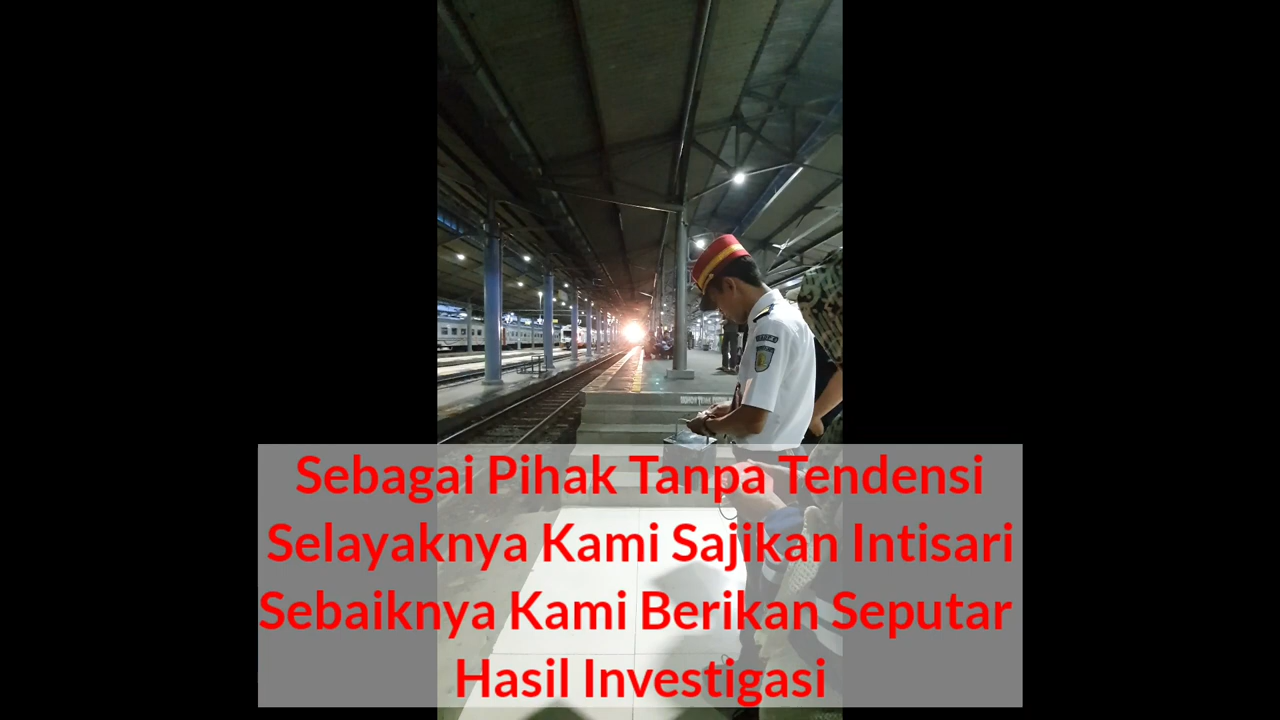 Sebagai Pihak Tanpa Tendensi
Selayaknya Kami Sajikan Intisari
Sebaiknya Kami Berikan Seputar
Hasil Investigasi